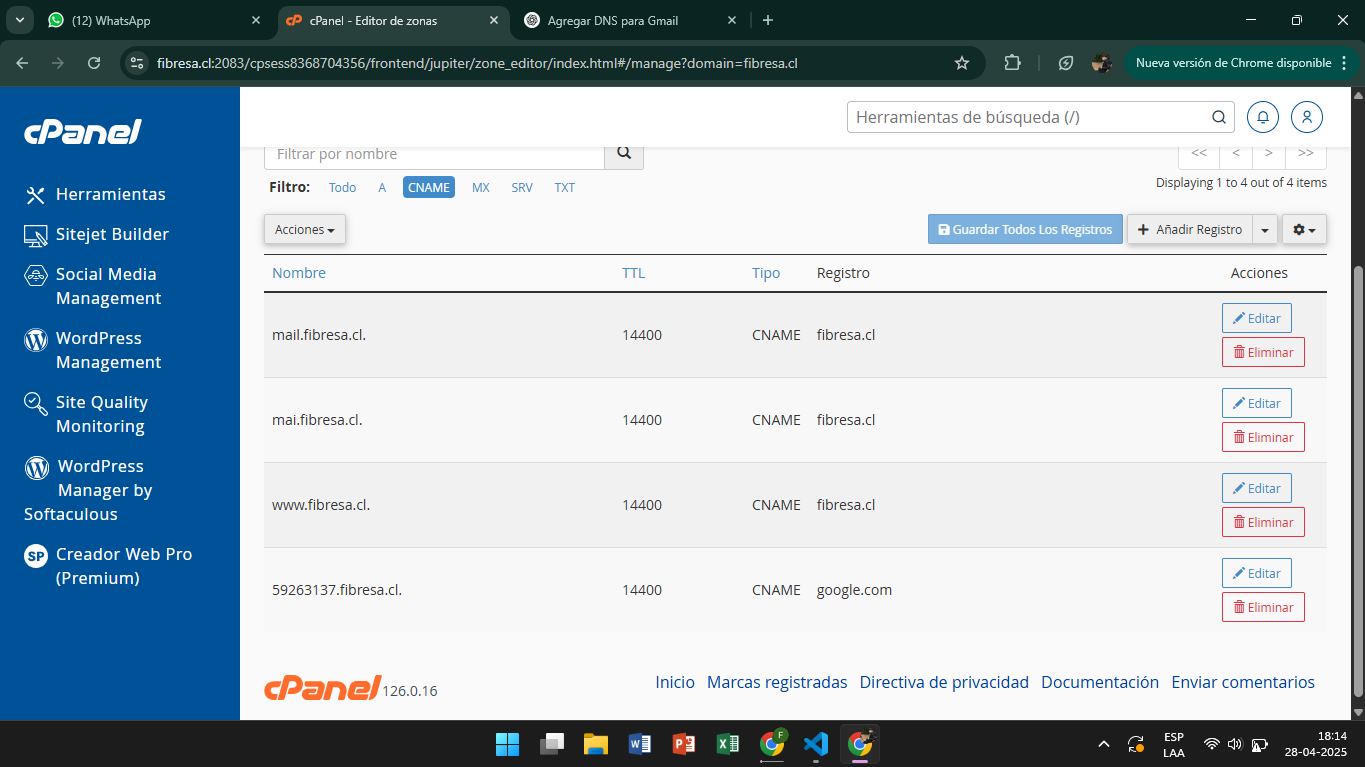 (12) WhatsApp
cPanel - Editor de zonas
Agregar DNS para Gmail
fibresa.cl:2083/cpsess8368704356/frontend/jupiter/zone_editor/index.html#/manage?domain=fibresa.cl
Nueva versión de Chrome disponible
cPanel
Herramientas
Sitejet Builder
Social Media
Management
WordPress
Management
Site Quality
Monitoring
WordPress
Manager by
Softaculous
SP Creador Web Pro
(Premium)
Herramientas de búsqueda (/)
Filtrar por nombre
<< < > >>
Filtro: Todo A CNAME MX SRV TXT
Displaying 1 to 4 out of 4 items
Acciones
Guardar Todos Los Registros
Añadir Registro
Nombre TTL Tipo Registro Acciones
mail.fibresa.cl. 14400 CNAME fibresa.cl
Editar
Eliminar
mai.fibresa.cl. 14400 CNAME fibresa.cl
Editar
Eliminar
www.fibresa.cl. 14400 CNAME fibresa.cl
Editar
Eliminar
59263137.fibresa.cl. 14400 CNAME google.com
Editar
Eliminar
cPanel 126.0.16
Inicio Marcas registradas Directiva de privacidad Documentación Enviar comentarios
F
ESP
LAA
18:14
28-04-2025